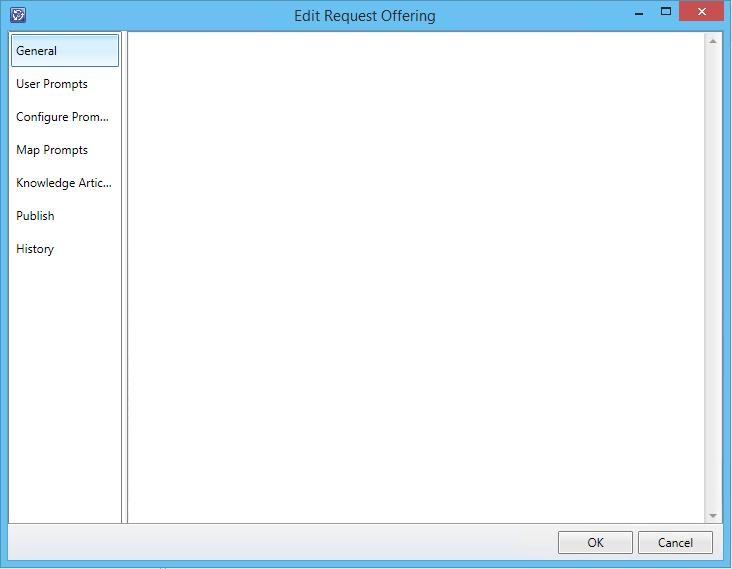 Edit Request Offering
General
User Prompts
Configure Prom...
Map Prompts
Knowledge Artic...
Publish
History
OK
Cancel